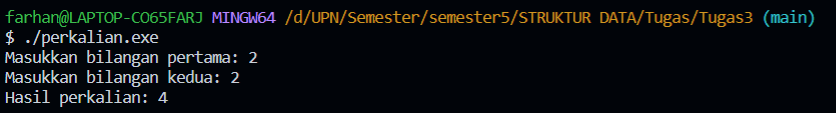 farhan@LAPTOP-CO65FARJ MINGW64 /d/UPN/Semester/semester5/STRUKTUR DATA/Tugas/Tugas3 (main)
$ ./perkalian.exe
Masukkan bilangan pertama: 2
Masukkan bilangan kedua: 2
Hasil perkalian: 4